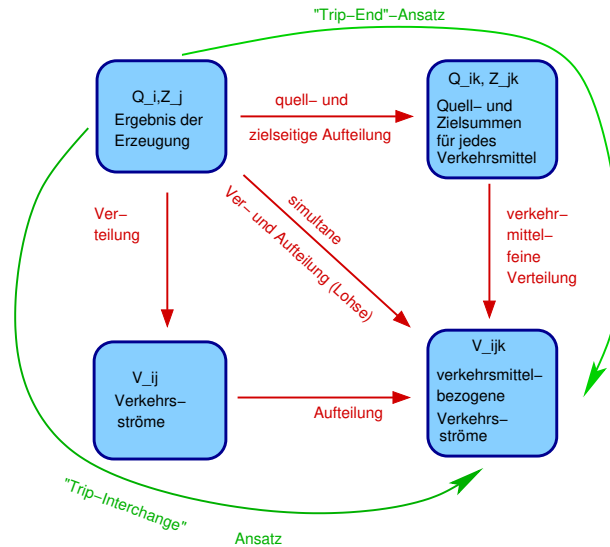 "Trip−End"−Ansatz
Q_i,Z_j
Ergebnis der
Erzeugung
quell− und
zielseitige Aufteilung
Q_ik, Z_jk
Quell− und
Zielsummen
für jedes
Verkehrsmittel
Ver−
teilung
simultane
Ver− und Aufteilung (Lohse)
verkehr−
mittel−
feine
Verteilung
V_ij
Verkehrs−
ströme
Aufteilung
V_ijk
verkehrsmittel−
bezogene
Verkehrs−
ströme
"Trip−Interchange"
Ansatz